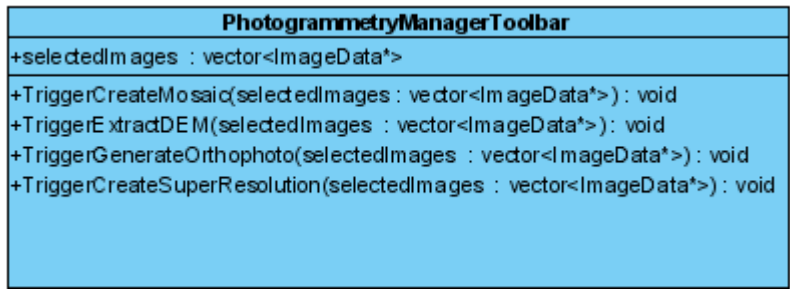 PhotogrammetryManagerToolbar
+selectedImages : vector<ImageData*>
+TriggerCreateMosaic(selectedImages : vector<ImageData*>) : void
+TriggerExtractDEM(selectedImages : vector<ImageData*>) : void
+TriggerGenerateOrthophoto(selectedImages : vector<ImageData*>) : void
+TriggerCreateSuperResolution(selectedImages : vector<ImageData*>) : void